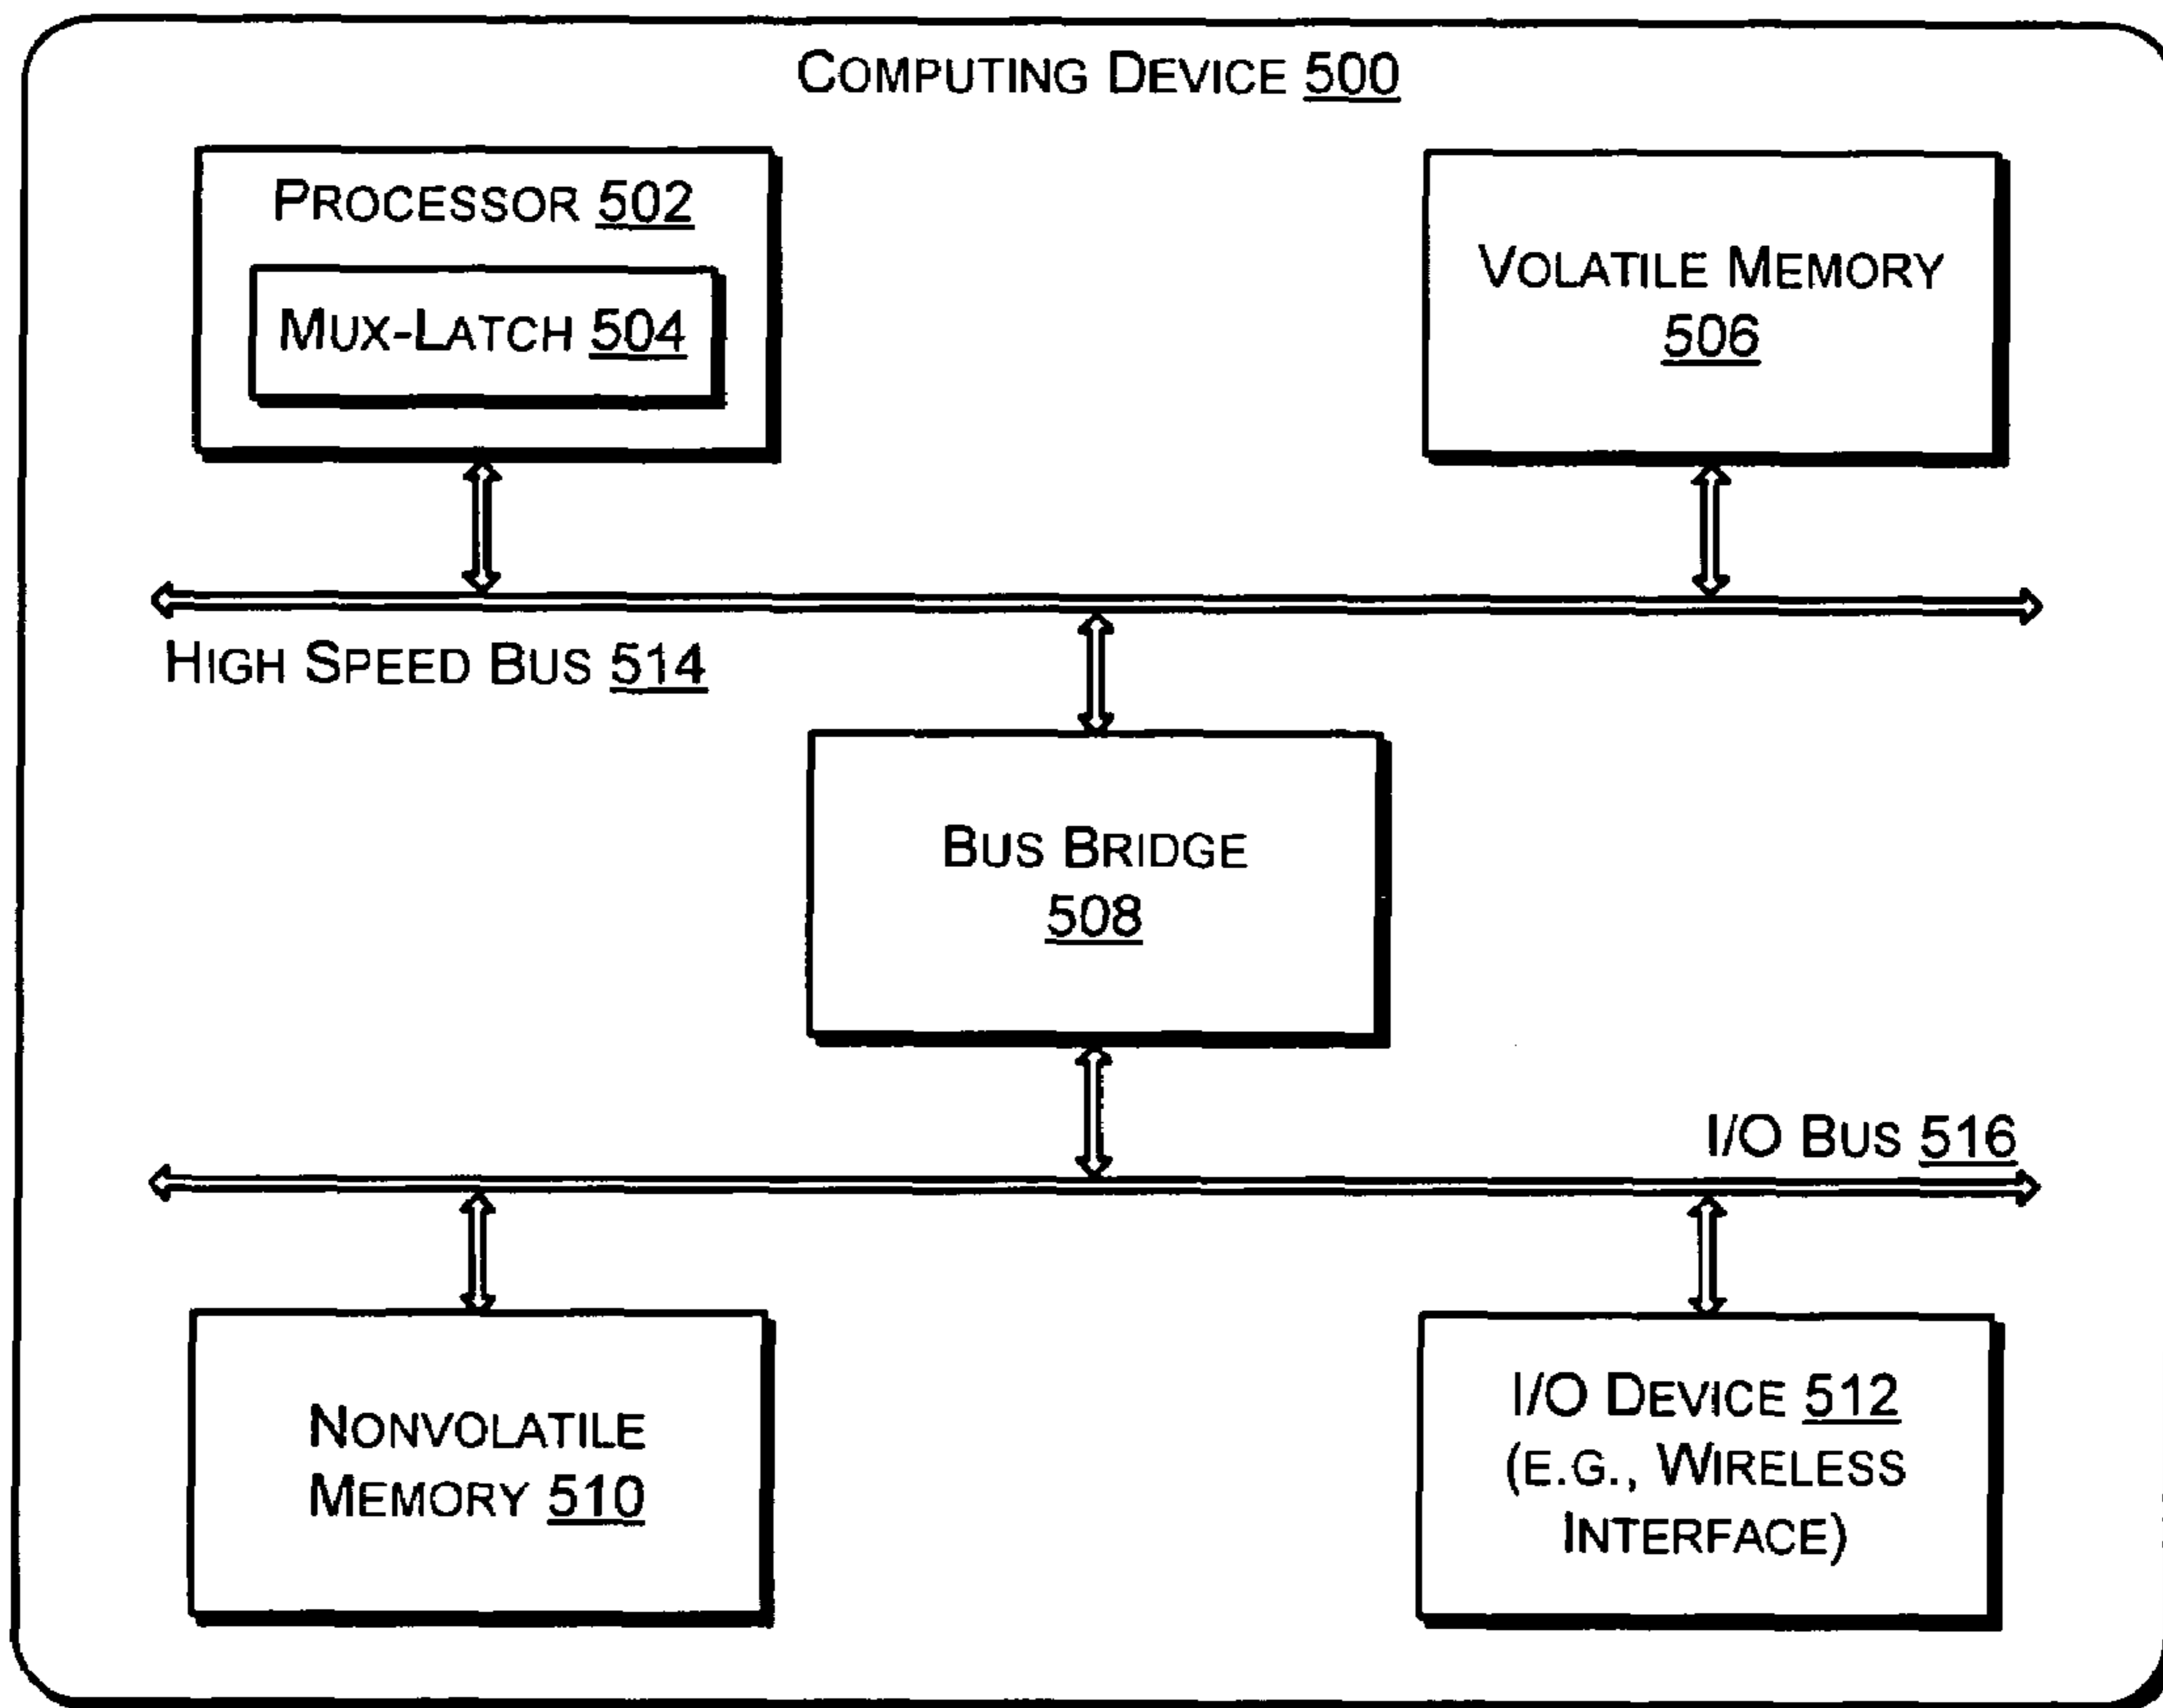 COMPUTING DEVICE 500
PROCESSOR 502
MUX-LATCH 504
VOLATILE MEMORY
506
HIGH SPEED BUS 514
BUS BRIDGE
508
I/O BUS 516
NONVOLATILE
MEMORY 510
I/O DEVICE 512
(E.G., WIRELESS
INTERFACE)